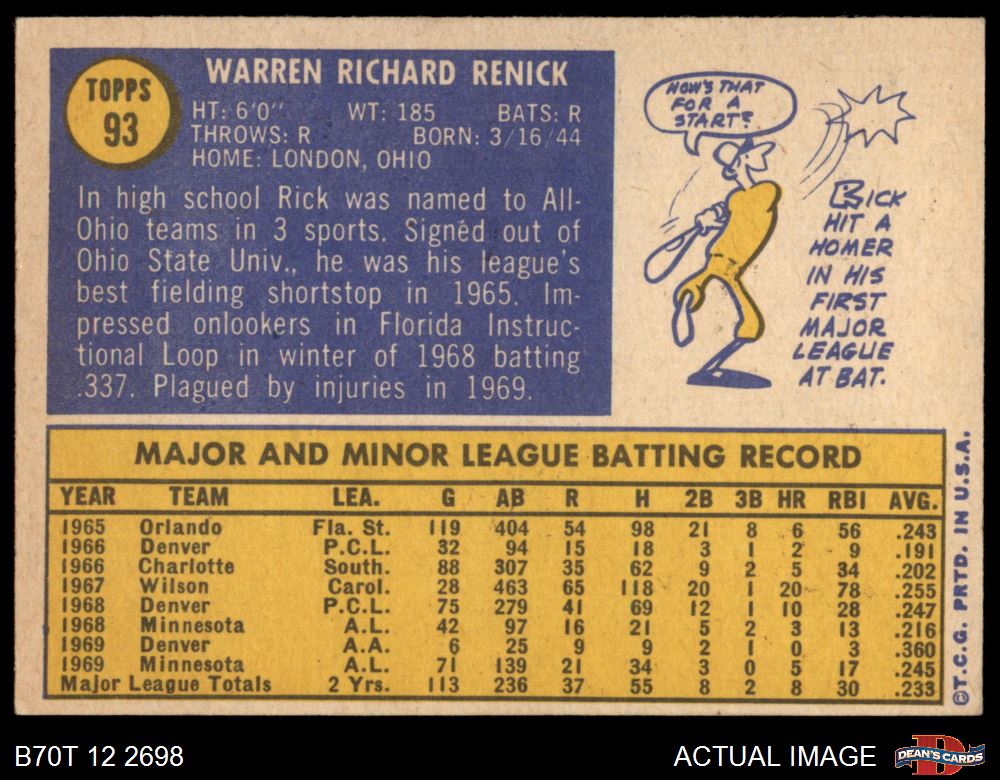 TOPPS
93
WARREN RICHARD RENICK
HT: 6'0" WT: 185 BATS: R
THROWS: R BORN: 3/16/44
HOME: LONDON, OHIO
In high school Rick was named to All-
Ohio teams in 3 sports. Signed out of
Ohio State Univ., he was his league's
best fielding shortstop in 1965. Im-
pressed onlookers in Florida Instruc-
tional Loop in winter of 1968 batting
.337. Plagued by injuries in 1969.
HOW'S THAT
FOR A
START?
RICK
HIT A
HOMER
IN HIS
FIRST
MAJOR
LEAGUE
AT BAT.
MAJOR AND MINOR LEAGUE BATTING RECORD
YEAR TEAM LEA. G AB R H 2B 3B HR RBI AVG.
1965 Orlando Fla. St. 119 404 54 98 21 8 6 56 .243
1966 Denver P.C.L. 32 94 15 18 3 1 2 9 .191
1966 Charlotte South. 88 307 35 62 9 2 5 34 .202
1967 Wilson Carol. 28 463 65 118 20 1 20 78 .255
1968 Denver P.C.L. 75 279 41 69 12 1 10 28 .247
1968 Minnesota A.L. 42 97 16 21 5 2 3 13 .216
1969 Denver A.A. 6 25 9 9 2 1 0 3 .360
1969 Minnesota A.L. 71 139 21 34 3 0 5 17 .245
Major League Totals 2 Yrs. 113 236 37 55 8 2 8 30 .233
©T.C.G. PRTD. IN U.S.A.
B70T 12 2698
ACTUAL IMAGE
DEAN'S CARDS